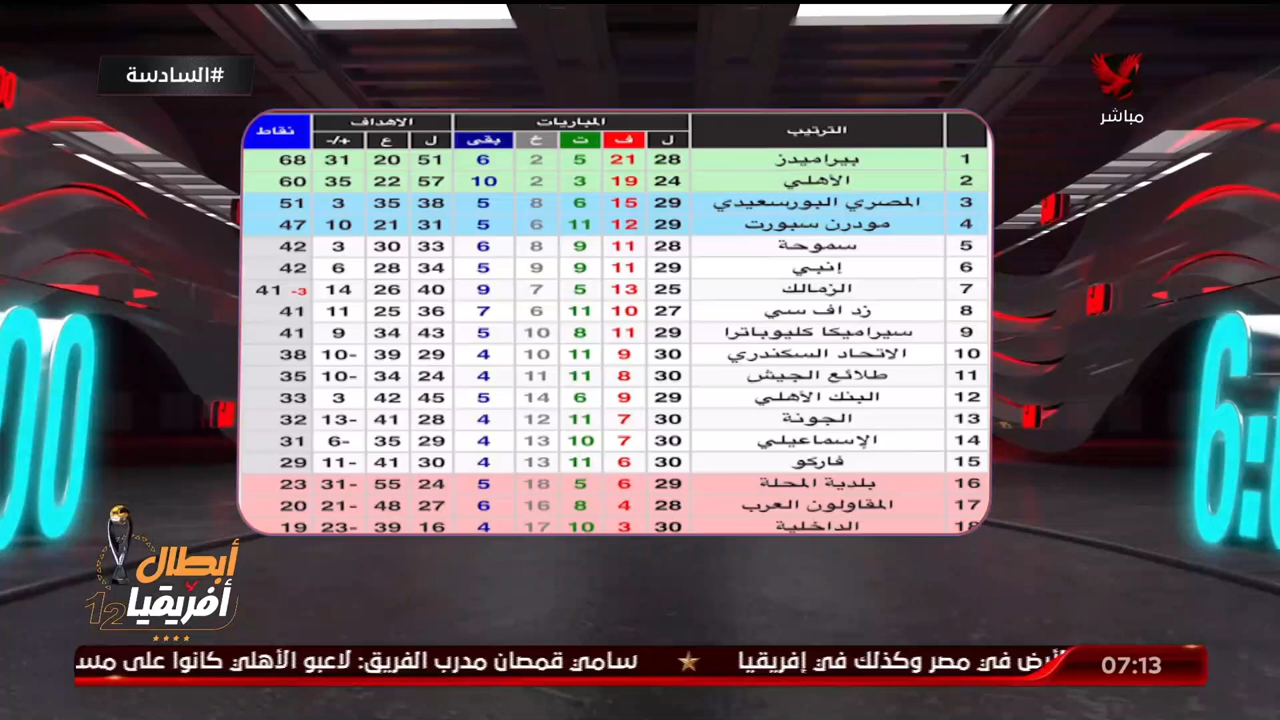 #السادسة
مباشر
الترتيب المباريات الاهداف نقاط
ل ف ت خ بقى ل ع +/-
1 بيراميدز 28 21 5 2 6 51 20 31 68
2 الأهلي 24 19 3 2 10 57 22 35 60
3 المصري البورسعيدي 29 15 6 8 5 38 35 3 51
4 مودرن سبورت 29 12 11 6 5 31 21 10 47
5 سموحة 28 11 9 8 6 33 30 3 42
6 إنبي 29 11 9 9 5 34 28 6 42
7 الزمالك 25 13 5 7 9 40 26 14 41 -3
8 زد اف سي 27 10 11 6 7 36 25 11 41
9 سيراميكا كليوباترا 29 11 8 10 5 43 34 9 41
10 الاتحاد السكندري 30 9 11 10 4 29 39 -10 38
11 طلائع الجيش 30 8 11 11 4 24 34 -10 35
12 البنك الأهلي 29 9 6 14 5 45 42 3 33
13 الجونة 30 7 11 12 4 28 41 -13 32
14 الإسماعيلي 30 7 10 13 4 29 35 -6 31
15 فاركو 30 6 11 13 4 30 41 -11 29
16 بلدية المحلة 29 6 5 18 5 24 55 -31 23
17 المقاولون العرب 28 4 8 16 6 27 48 -21 20
18 الداخلية 30 3 10 17 4 16 39 -23 19
6:0
00
أبطال
أفريقيا 12
07:13 الأرض في مصر وكذلك في إفريقيا ★ سامي قمصان مدرب الفريق: لاعبو الأهلي كانوا على مس